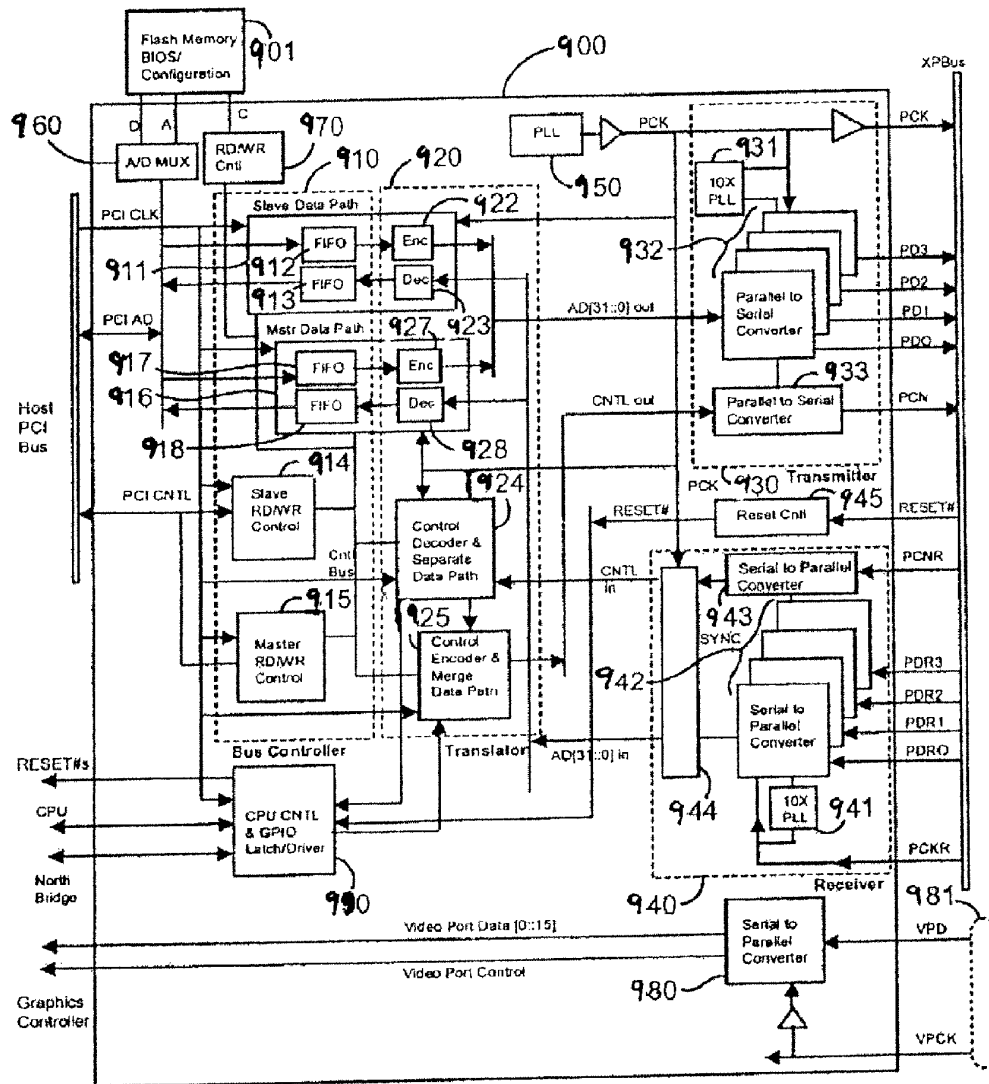 Flash Memory
BIOS/
Configuration
901
900
XPBus
D
A
C
960
A/D MUX
RD/WR
Cntl
970
910
920
PLL
950
PCK
PCK
931
10X
PLL
PCI CLK
Slave Data Path
922
FIFO
Enc
911
912
FIFO
Dec
913
923
932
PD3
PD2
PD1
PD0
Parallel to
Serial
Converter
AD[31::0] out
PCI AD
Mstr Data Path
927
917
FIFO
Enc
916
FIFO
Dec
918
928
933
CNTL out
Parallel to Serial
Converter
PCN
Host
PCI
Bus
914
PCI CNTL
Slave
RD/WR
Control
924
PCK
930
Transmitter
945
RESET#
Reset Cntl
RESET#
Cntl
Bus
Control
Decoder &
Separate
Data Path
CNTL
in
Serial to Parallel
Converter
PCNR
943
915
925
SYNC
Master
RD/WR
Control
Control
Encoder &
Merge
Data Path
942
PDR3
PDR2
PDR1
PDR0
Serial to
Parallel
Converter
Bus Controller
Translator
AD[31::0] in
944
10X
PLL
941
RESET#s
CPU
CPU CNTL
& GPIO
Latch/Driver
990
North
Bridge
PCKR
940
Receiver
981
Video Port Data [0::15]
Serial to
Parallel
Converter
VPD
Video Port Control
980
Graphics
Controller
VPCK